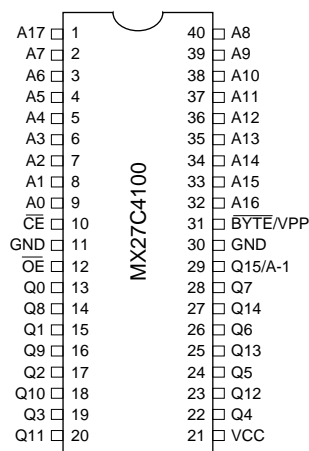 A17 1 40 A8
A7 2 39 A9
A6 3 38 A10
A5 4 37 A11
A4 5 36 A12
A3 6 35 A13
A2 7 34 A14
A1 8 33 A15
A0 9 32 A16
C̅E̅ 10 31 B̅Y̅T̅E̅/VPP
GND 11 30 GND
O̅E̅ 12 29 Q15/A-1
Q0 13 28 Q7
Q8 14 27 Q14
Q1 15 26 Q6
Q9 16 25 Q13
Q2 17 24 Q5
Q10 18 23 Q12
Q3 19 22 Q4
Q11 20 21 VCC
MX27C4100